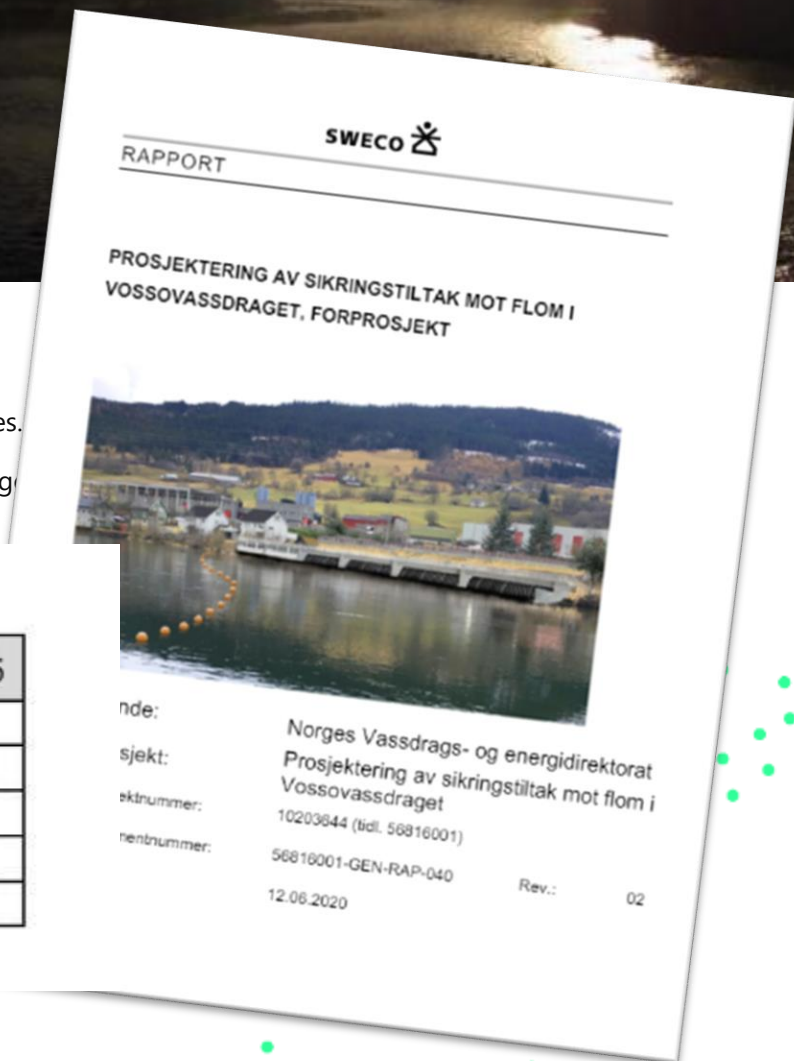 SWECO
RAPPORT
PROSJEKTERING AV SIKRINGSTILTAK MOT FLOM I
VOSSOVASSDRAGET, FORPROSJEKT
es.
nde:
Norges Vassdrags- og energidirektorat
sjekt:
Prosjektering av sikringstiltak mot flom i
Vossovassdraget
ektnummer:
10203644 (tidl. 56816001)
nentnummer:
56816001-GEN-RAP-040
Rev.:
02
12.06.2020